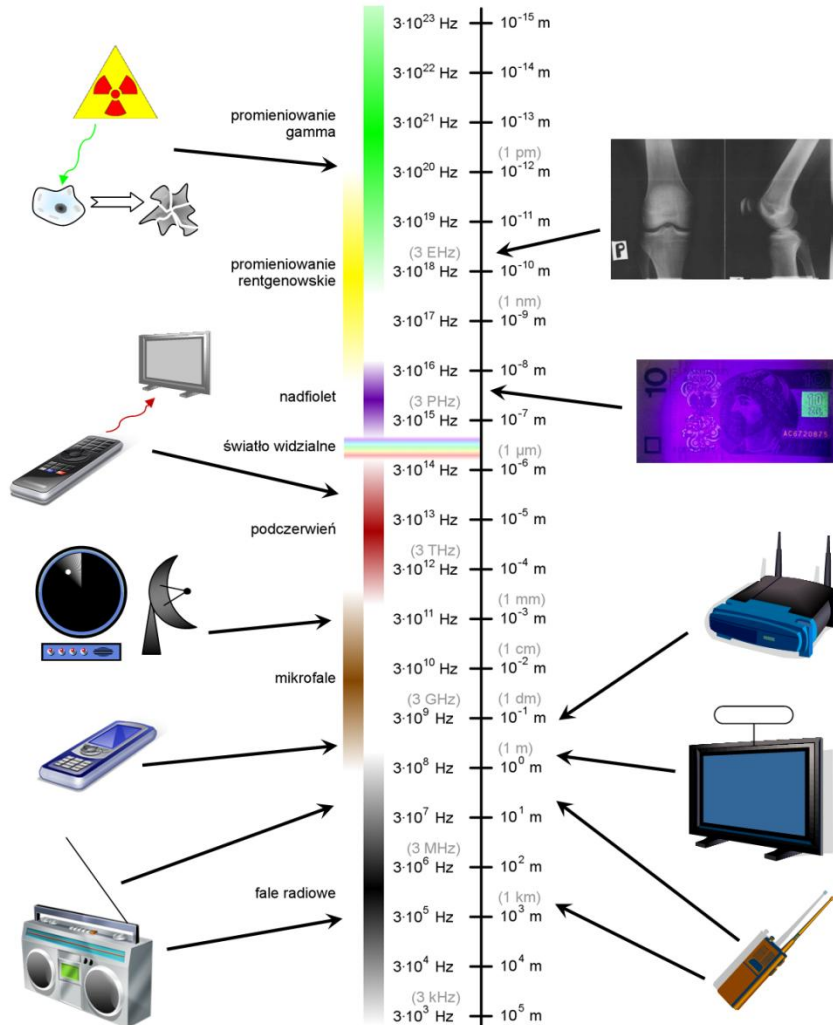 3·10²³ Hz 10⁻¹⁵ m
3·10²² Hz 10⁻¹⁴ m
promieniowanie
gamma
3·10²¹ Hz 10⁻¹³ m
(1 pm)
3·10²⁰ Hz 10⁻¹² m
3·10¹⁹ Hz 10⁻¹¹ m
P
(3 EHz)
promieniowanie
rentgenowskie
3·10¹⁸ Hz 10⁻¹⁰ m
(1 nm)
3·10¹⁷ Hz 10⁻⁹ m
3·10¹⁶ Hz 10⁻⁸ m
10
nadfiolet
(3 PHz)
3·10¹⁵ Hz 10⁻⁷ m
AC6720675
światło widzialne
(1 µm)
3·10¹⁴ Hz 10⁻⁶ m
3·10¹³ Hz 10⁻⁵ m
podczerwień
(3 THz)
3·10¹² Hz 10⁻⁴ m
(1 mm)
3·10¹¹ Hz 10⁻³ m
(1 cm)
3·10¹⁰ Hz 10⁻² m
mikrofale
(3 GHz) (1 dm)
3·10⁹ Hz 10⁻¹ m
(1 m)
3·10⁸ Hz 10⁰ m
3·10⁷ Hz 10¹ m
(3 MHz)
3·10⁶ Hz 10² m
fale radiowe
(1 km)
3·10⁵ Hz 10³ m
3·10⁴ Hz 10⁴ m
(3 kHz)
3·10³ Hz 10⁵ m